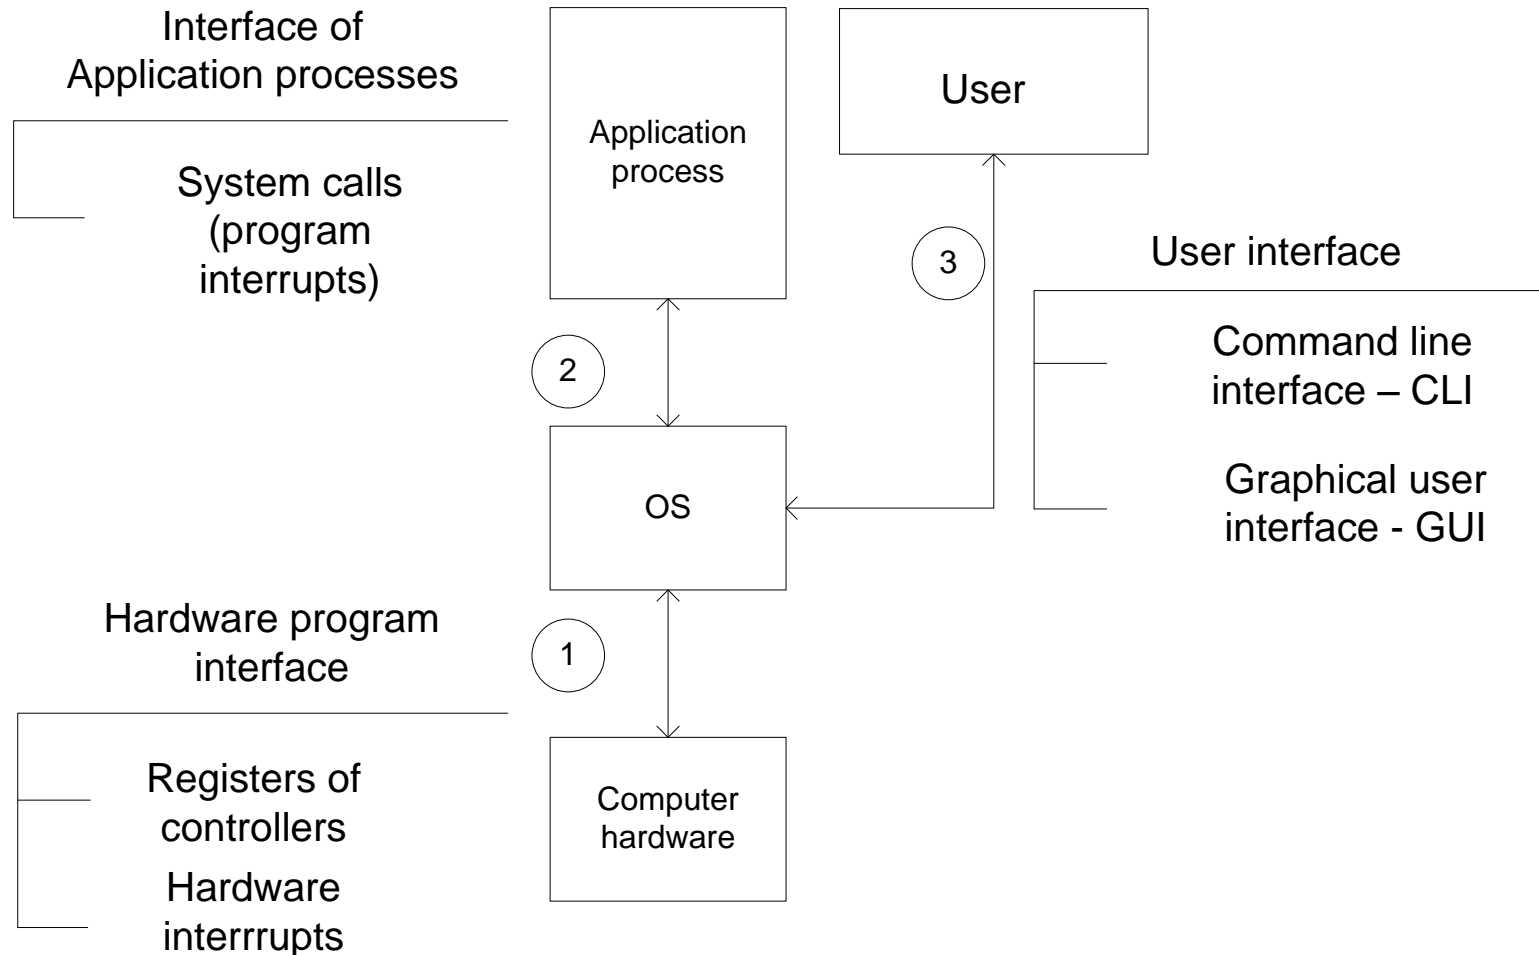 Interface of
Application processes
System calls
(program
interrupts)
Application
process
User
3
User interface
Command line
interface – CLI
Graphical user
interface - GUI
2
OS
Hardware program
interface
1
Registers of
controllers
Hardware
interrrupts
Computer
hardware